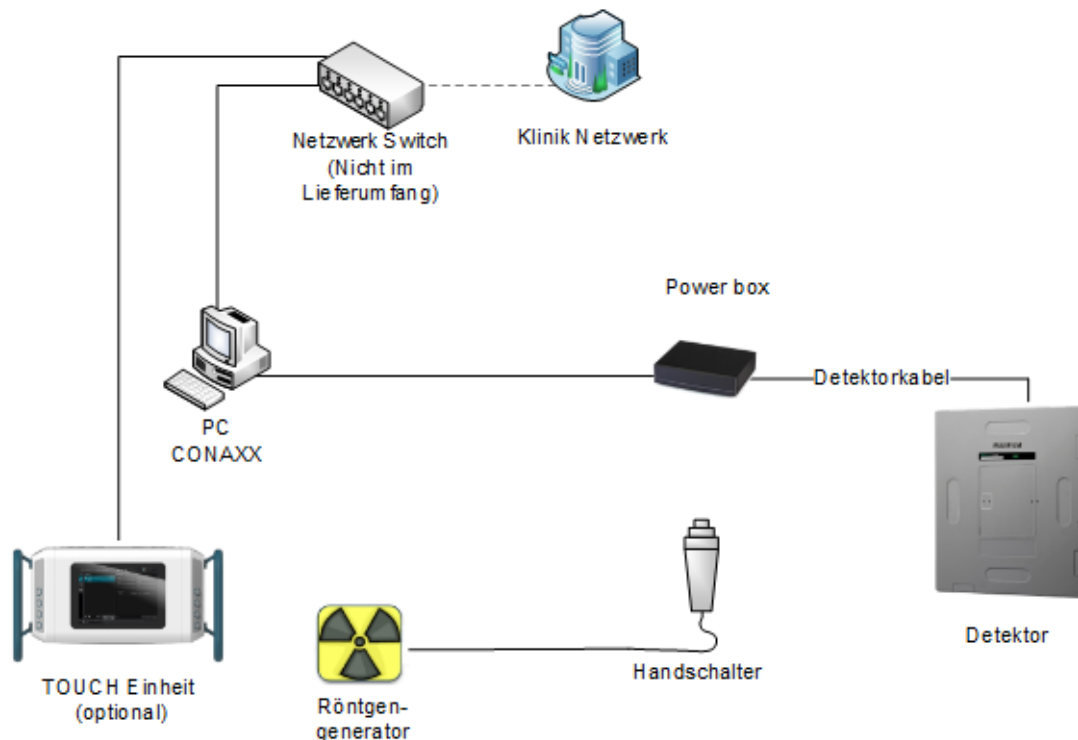 Netzwerk Switch
(Nicht im
Lieferumfang)
Klinik Netzwerk
Power box
Detektorkabel
PC
CONAXX
TOUCH Einheit
(optional)
Röntgen-
generator
Handschalter
Detektor